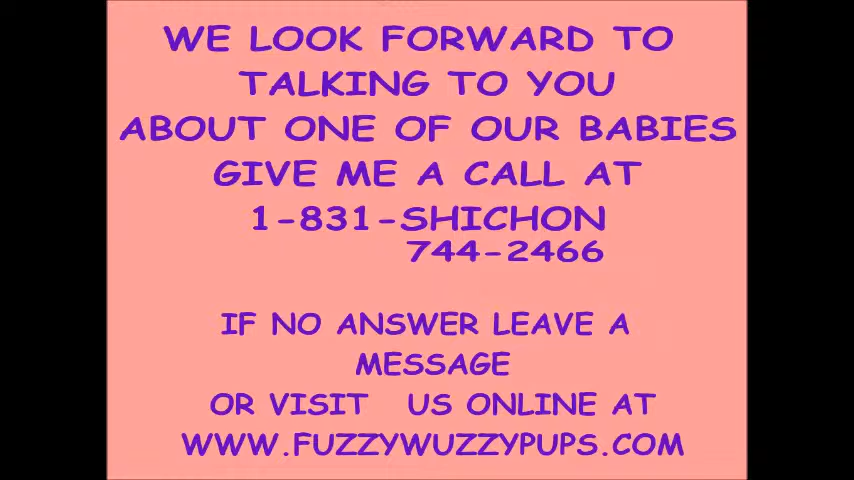 WE LOOK FORWARD TO
TALKING TO YOU
ABOUT ONE OF OUR BABIES
GIVE ME A CALL AT
1-831-SHICHON
744-2466
IF NO ANSWER LEAVE A
MESSAGE
OR VISIT US ONLINE AT
WWW.FUZZYWUZZYPUPS.COM